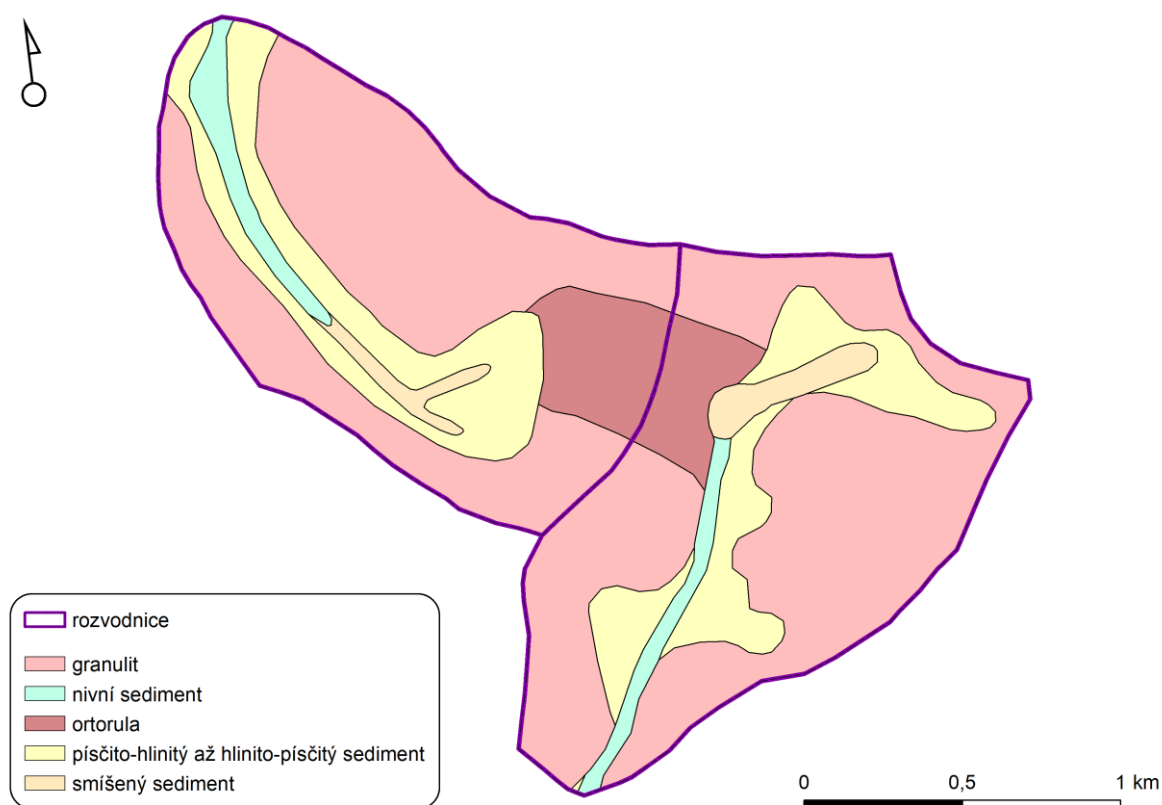 rozvodnice
granulit
nivní sediment
ortorula
písčito-hlinitý až hlinito-písčitý sediment
smíšený sediment
0 0,5 1 km